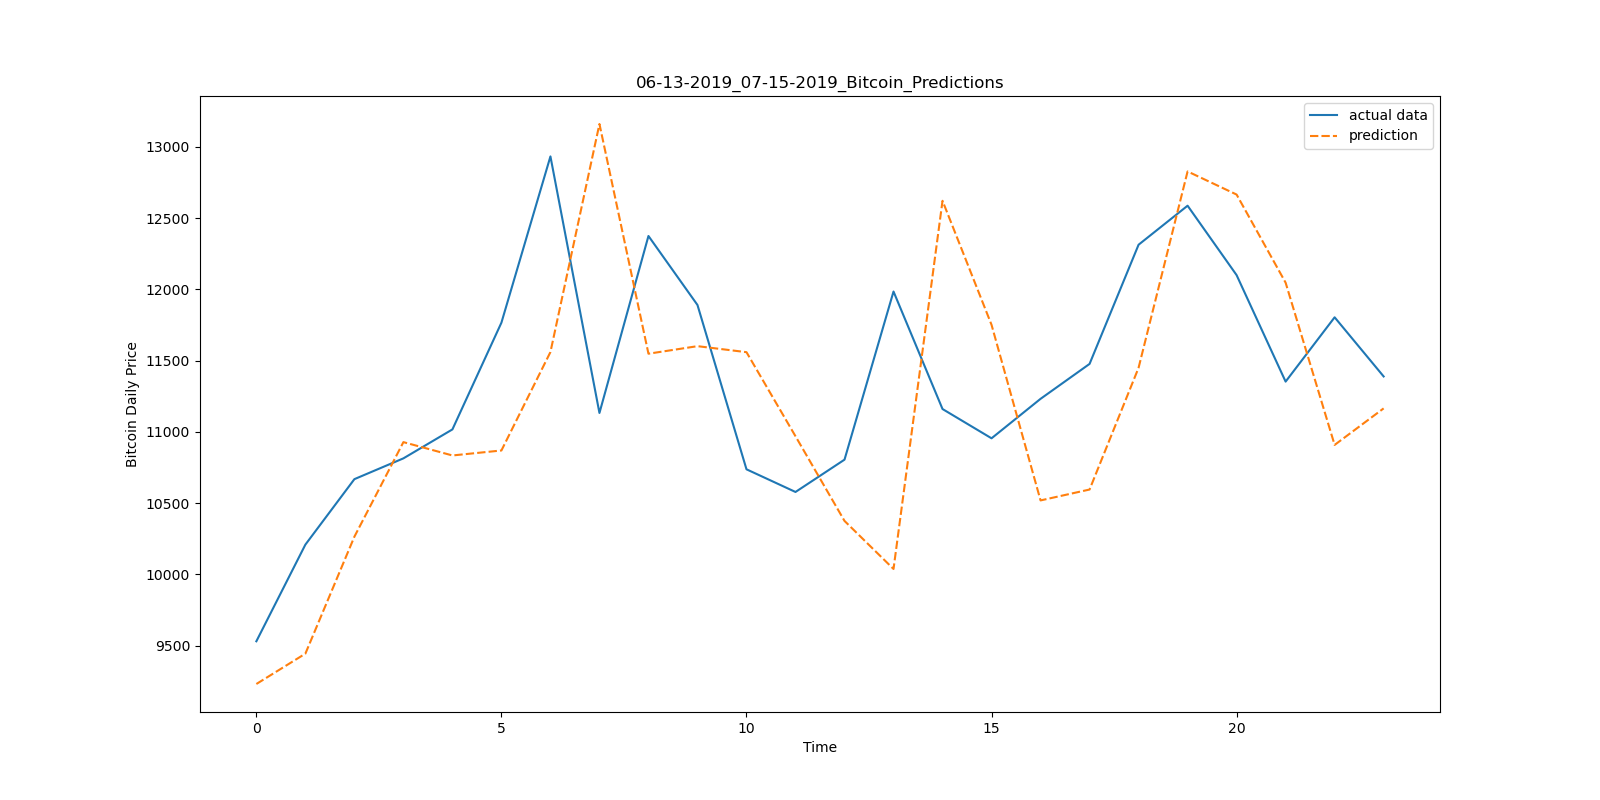 06-13-2019_07-15-2019_Bitcoin_Predictions
actual data
prediction
Bitcoin Daily Price
13000
12500
12000
11500
11000
10500
10000
9500
0 5 10 15 20
Time